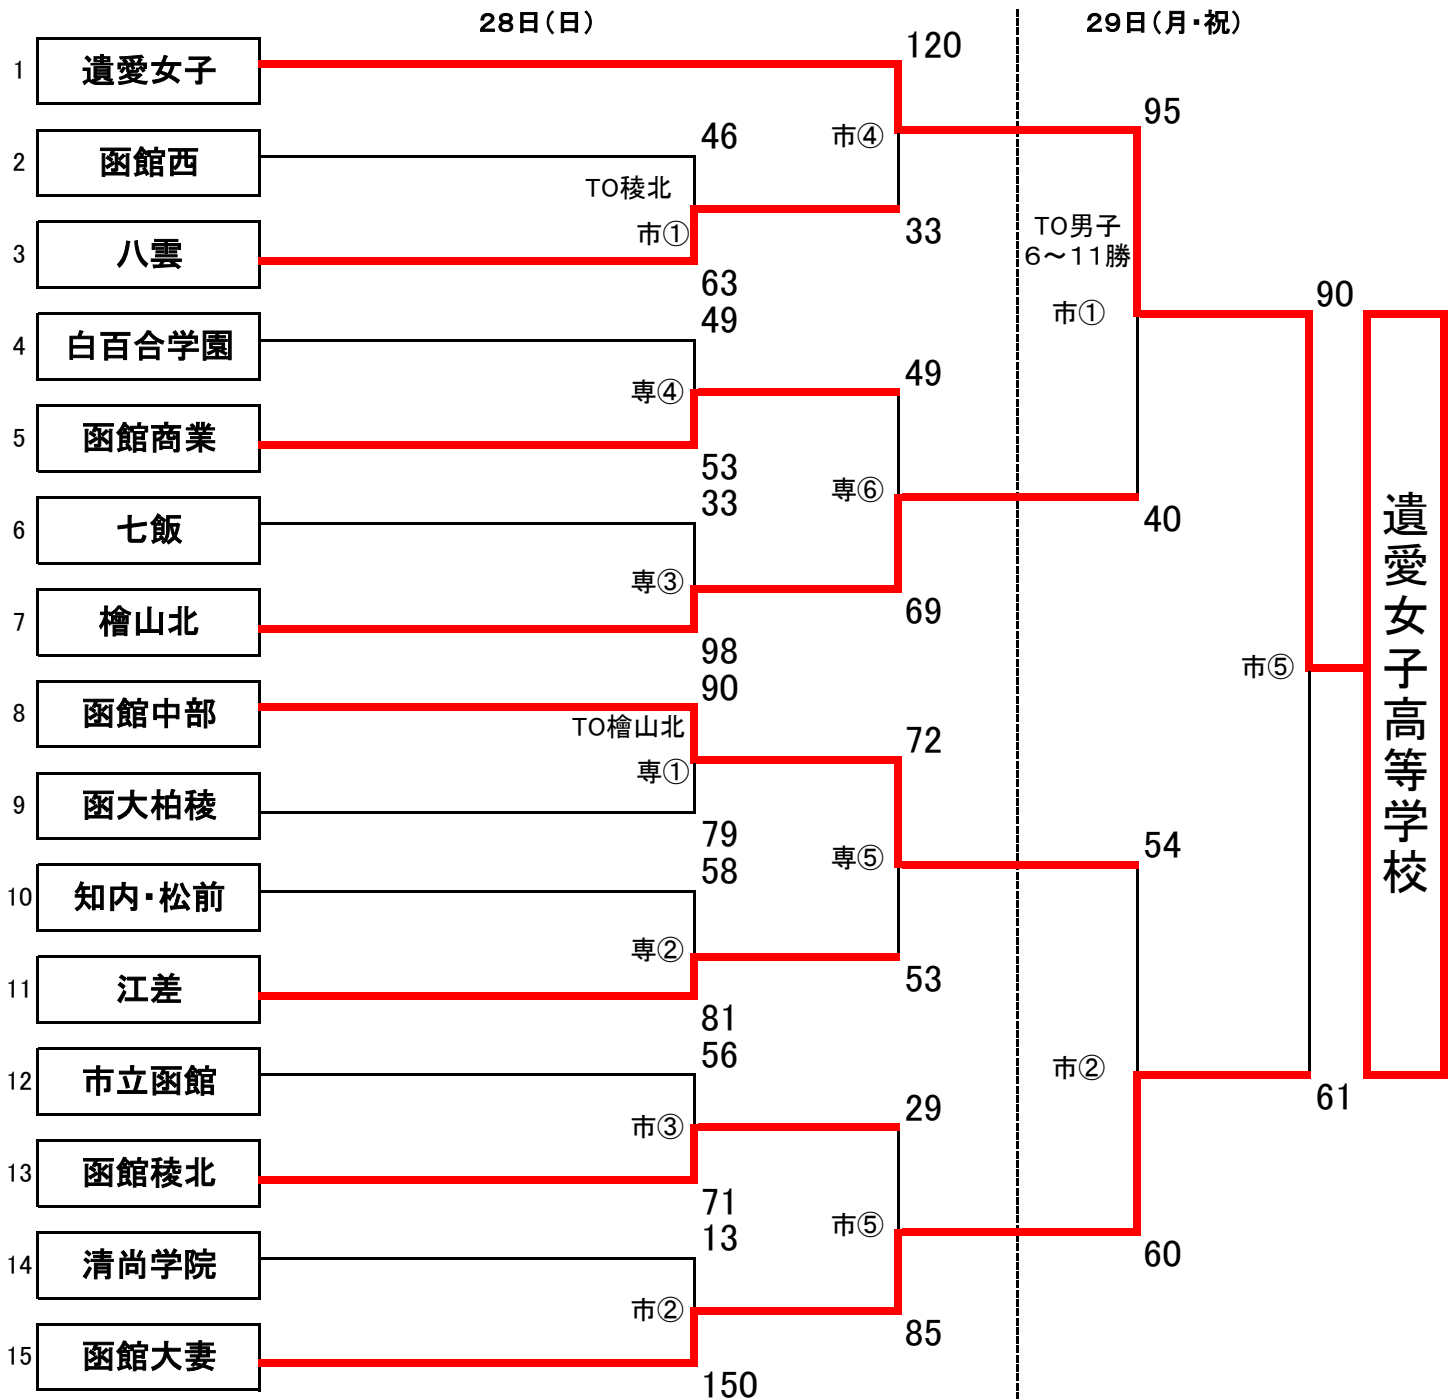 28日(日)
29日(月・祝)
1 遺愛女子
120
2 函館西
46
市④
95
TO稜北
3 八雲
市①
33
TO男子
6～11勝
63
4 白百合学園
49
市①
90
専④
49
5 函館商業
53
6 七飯
33
専⑥
40
専③
7 檜山北
69
98
市⑤
遺愛女子高等学校
8 函館中部
90
TO檜山北
72
専①
9 函大柏稜
79
専⑤
54
10 知内・松前
58
専②
11 江差
53
81
12 市立函館
56
市②
61
市③
29
13 函館稜北
71
14 清尚学院
13
市⑤
60
市②
15 函館大妻
85
150